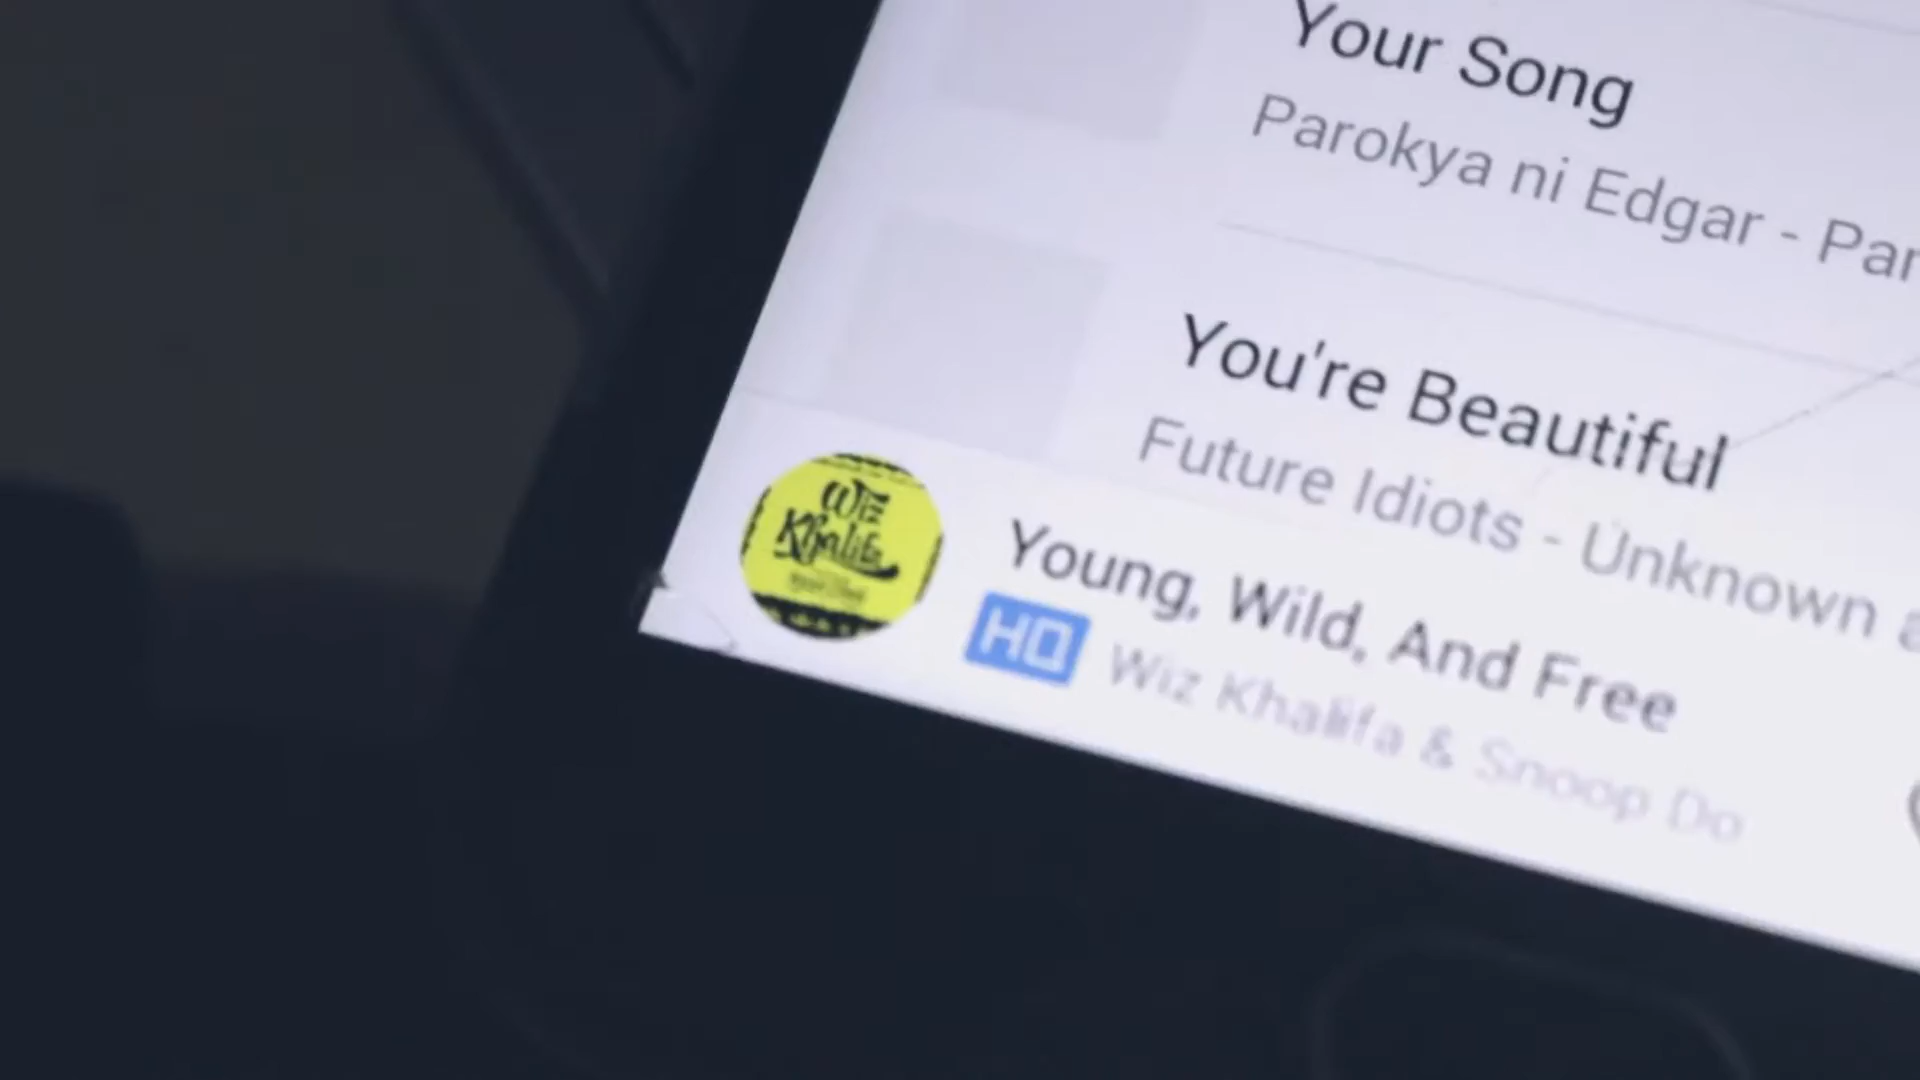 Your Song
Parokya ni Edgar - Par
You're Beautiful
Future Idiots - Unknown a
Wiz
Khalifa
Young, Wild, And Free
HQ
Wiz Khalifa & Snoop Do